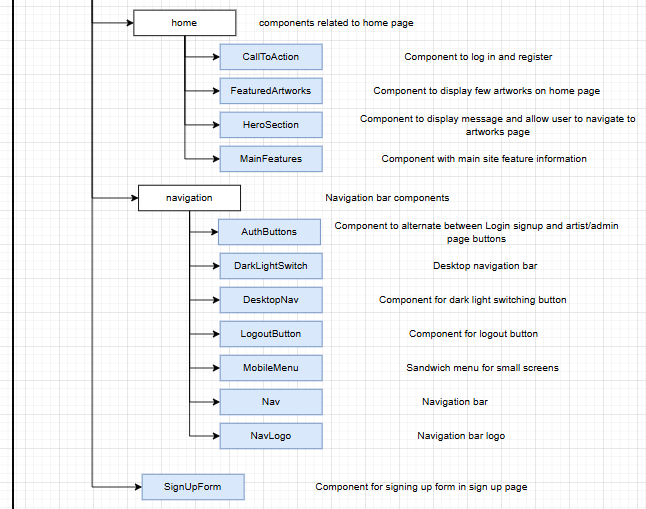 home components related to home page
CallToAction Component to log in and register
FeaturedArtworks Component to display few artworks on home page
HeroSection Component to display message and allow user to navigate to
artworks page
MainFeatures Component with main site feature information
navigation Navigation bar components
AuthButtons Component to alternate between Login signup and artist/admin
page buttons
DarkLightSwitch Desktop navigation bar
DesktopNav Component for dark light switching button
LogoutButton Component for logout button
MobileMenu Sandwich menu for small screens
Nav Navigation bar
NavLogo Navigation bar logo
SignUpForm Component for signing up form in sign up page